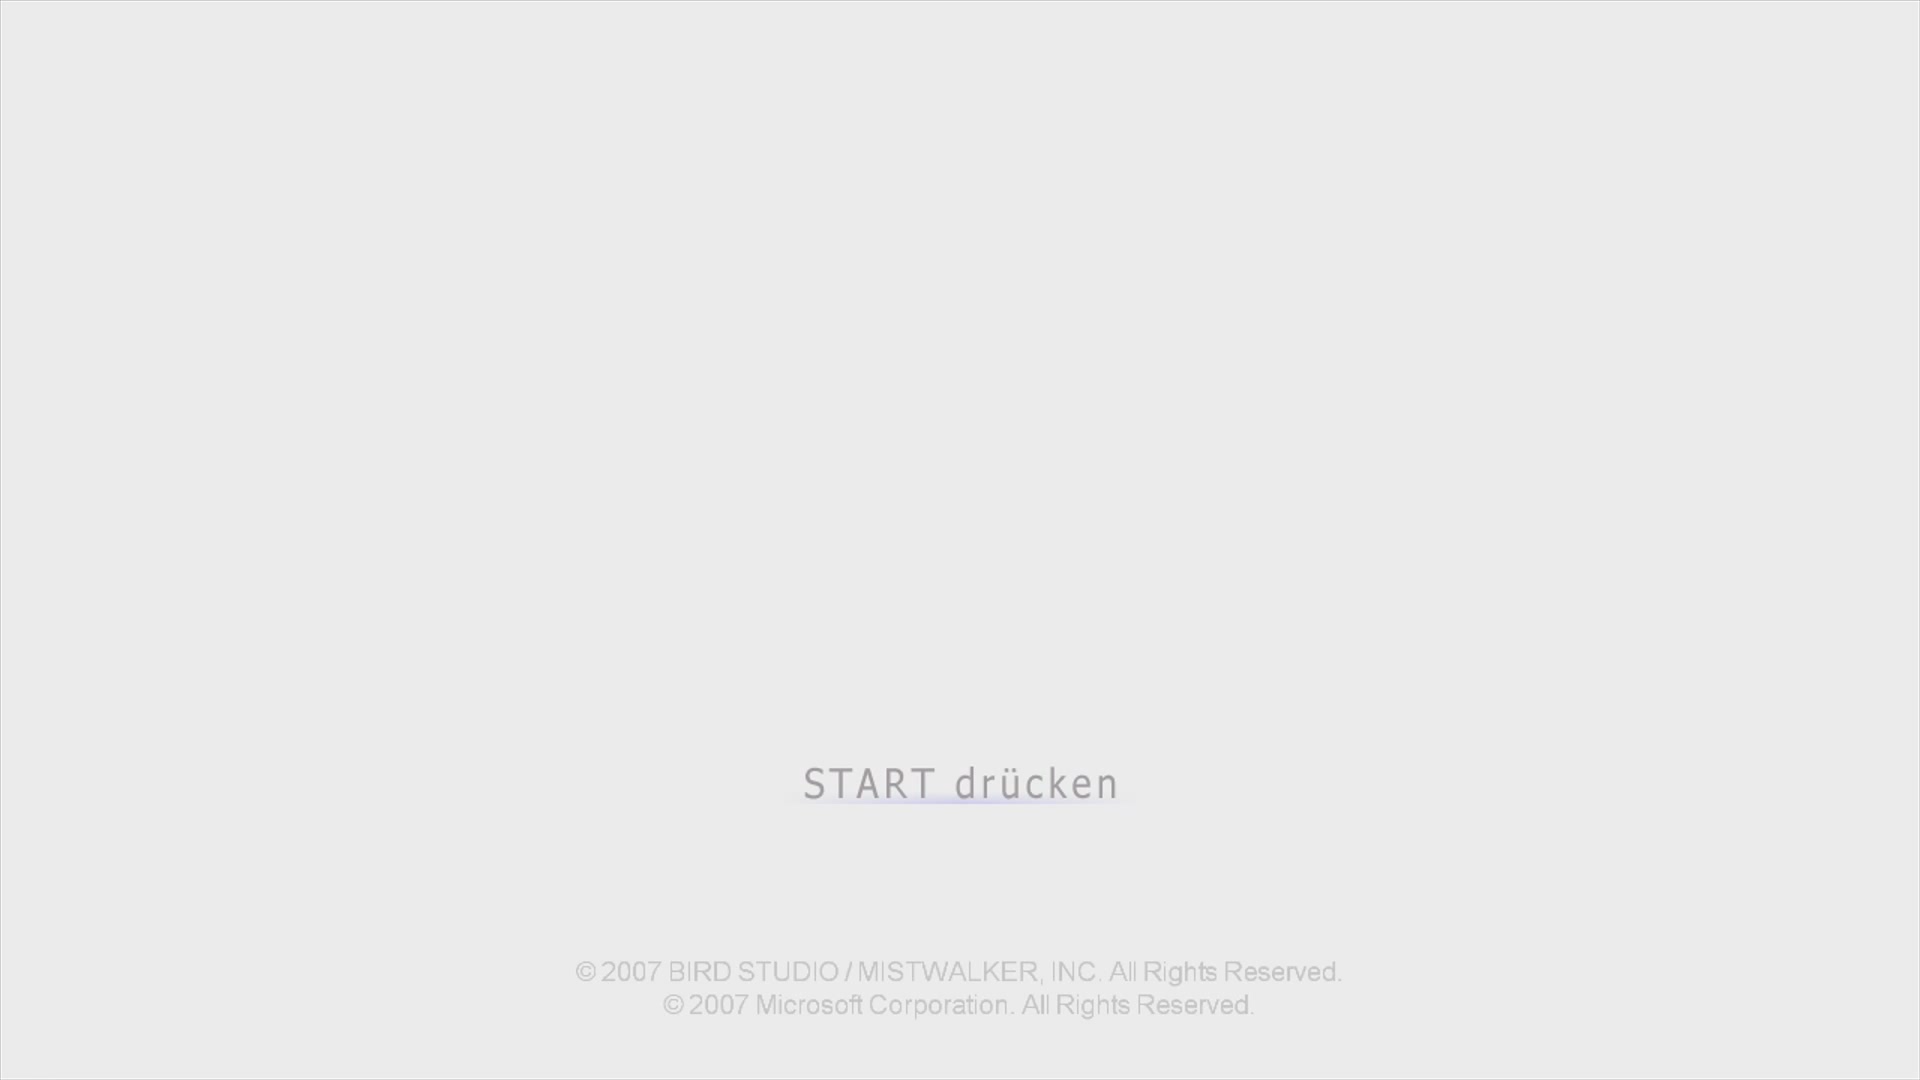 START drücken
© 2007 BIRD STUDIO / MISTWALKER, INC. All Rights Reserved.
© 2007 Microsoft Corporation. All Rights Reserved.